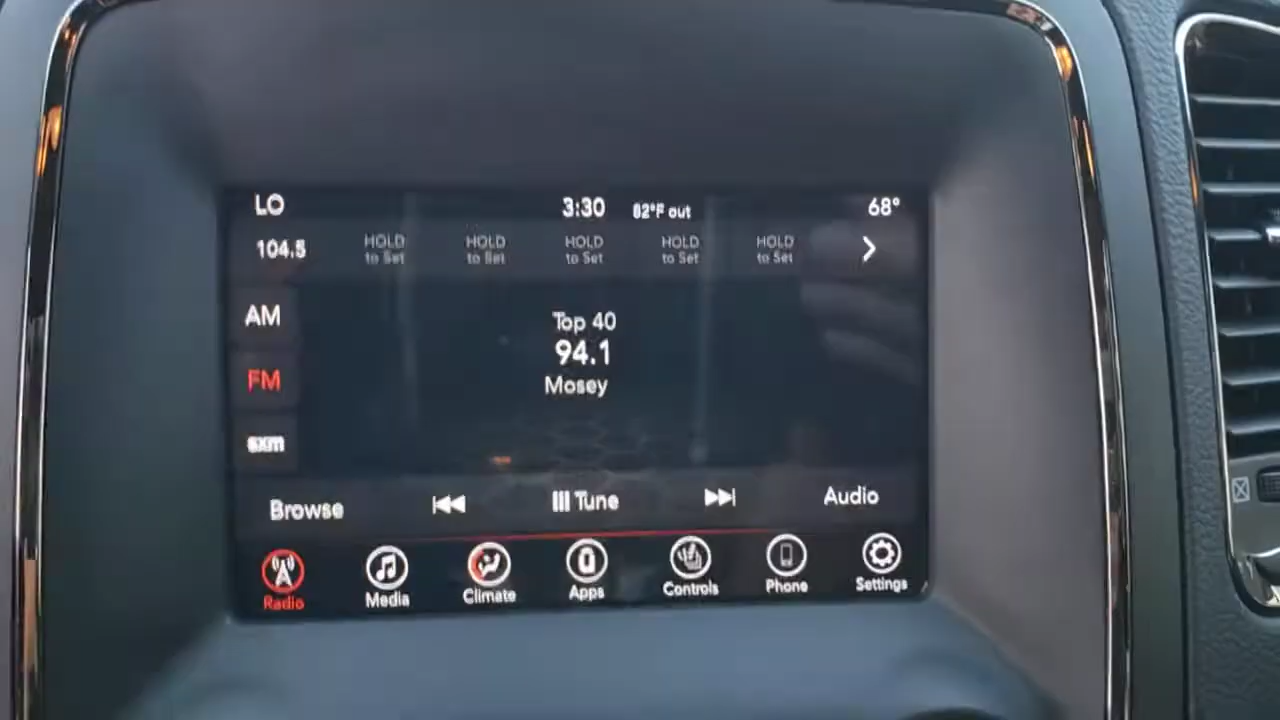 LO 3:30 82°F out 68°
104.5 HOLD to Set HOLD to Set HOLD to Set HOLD to Set HOLD to Set
AM
Top 40
94.1
FM
Mosey
sxm
Browse Tune Audio
Radio Media Climate Apps Controls Phone Settings